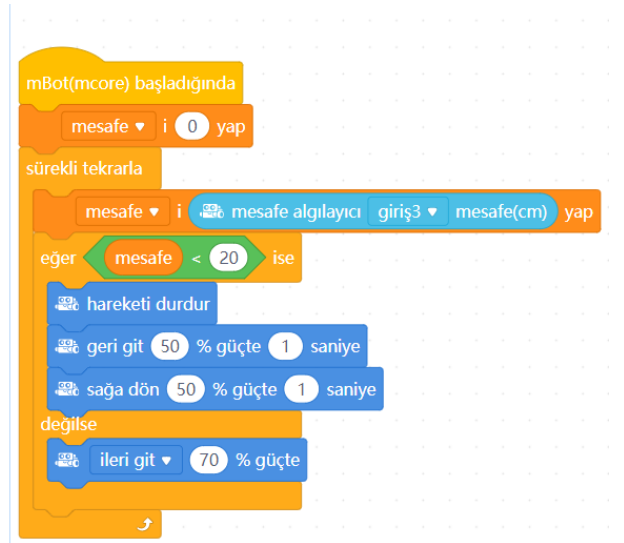 mBot(mcore) başladığında
mesafe i 0 yap
sürekli tekrarla
mesafe i mesafe algılayıcı giriş3 mesafe(cm) yap
eğer mesafe < 20 ise
hareketi durdur
geri git 50 % güçte 1 saniye
sağa dön 50 % güçte 1 saniye
değilse
ileri git 70 % güçte